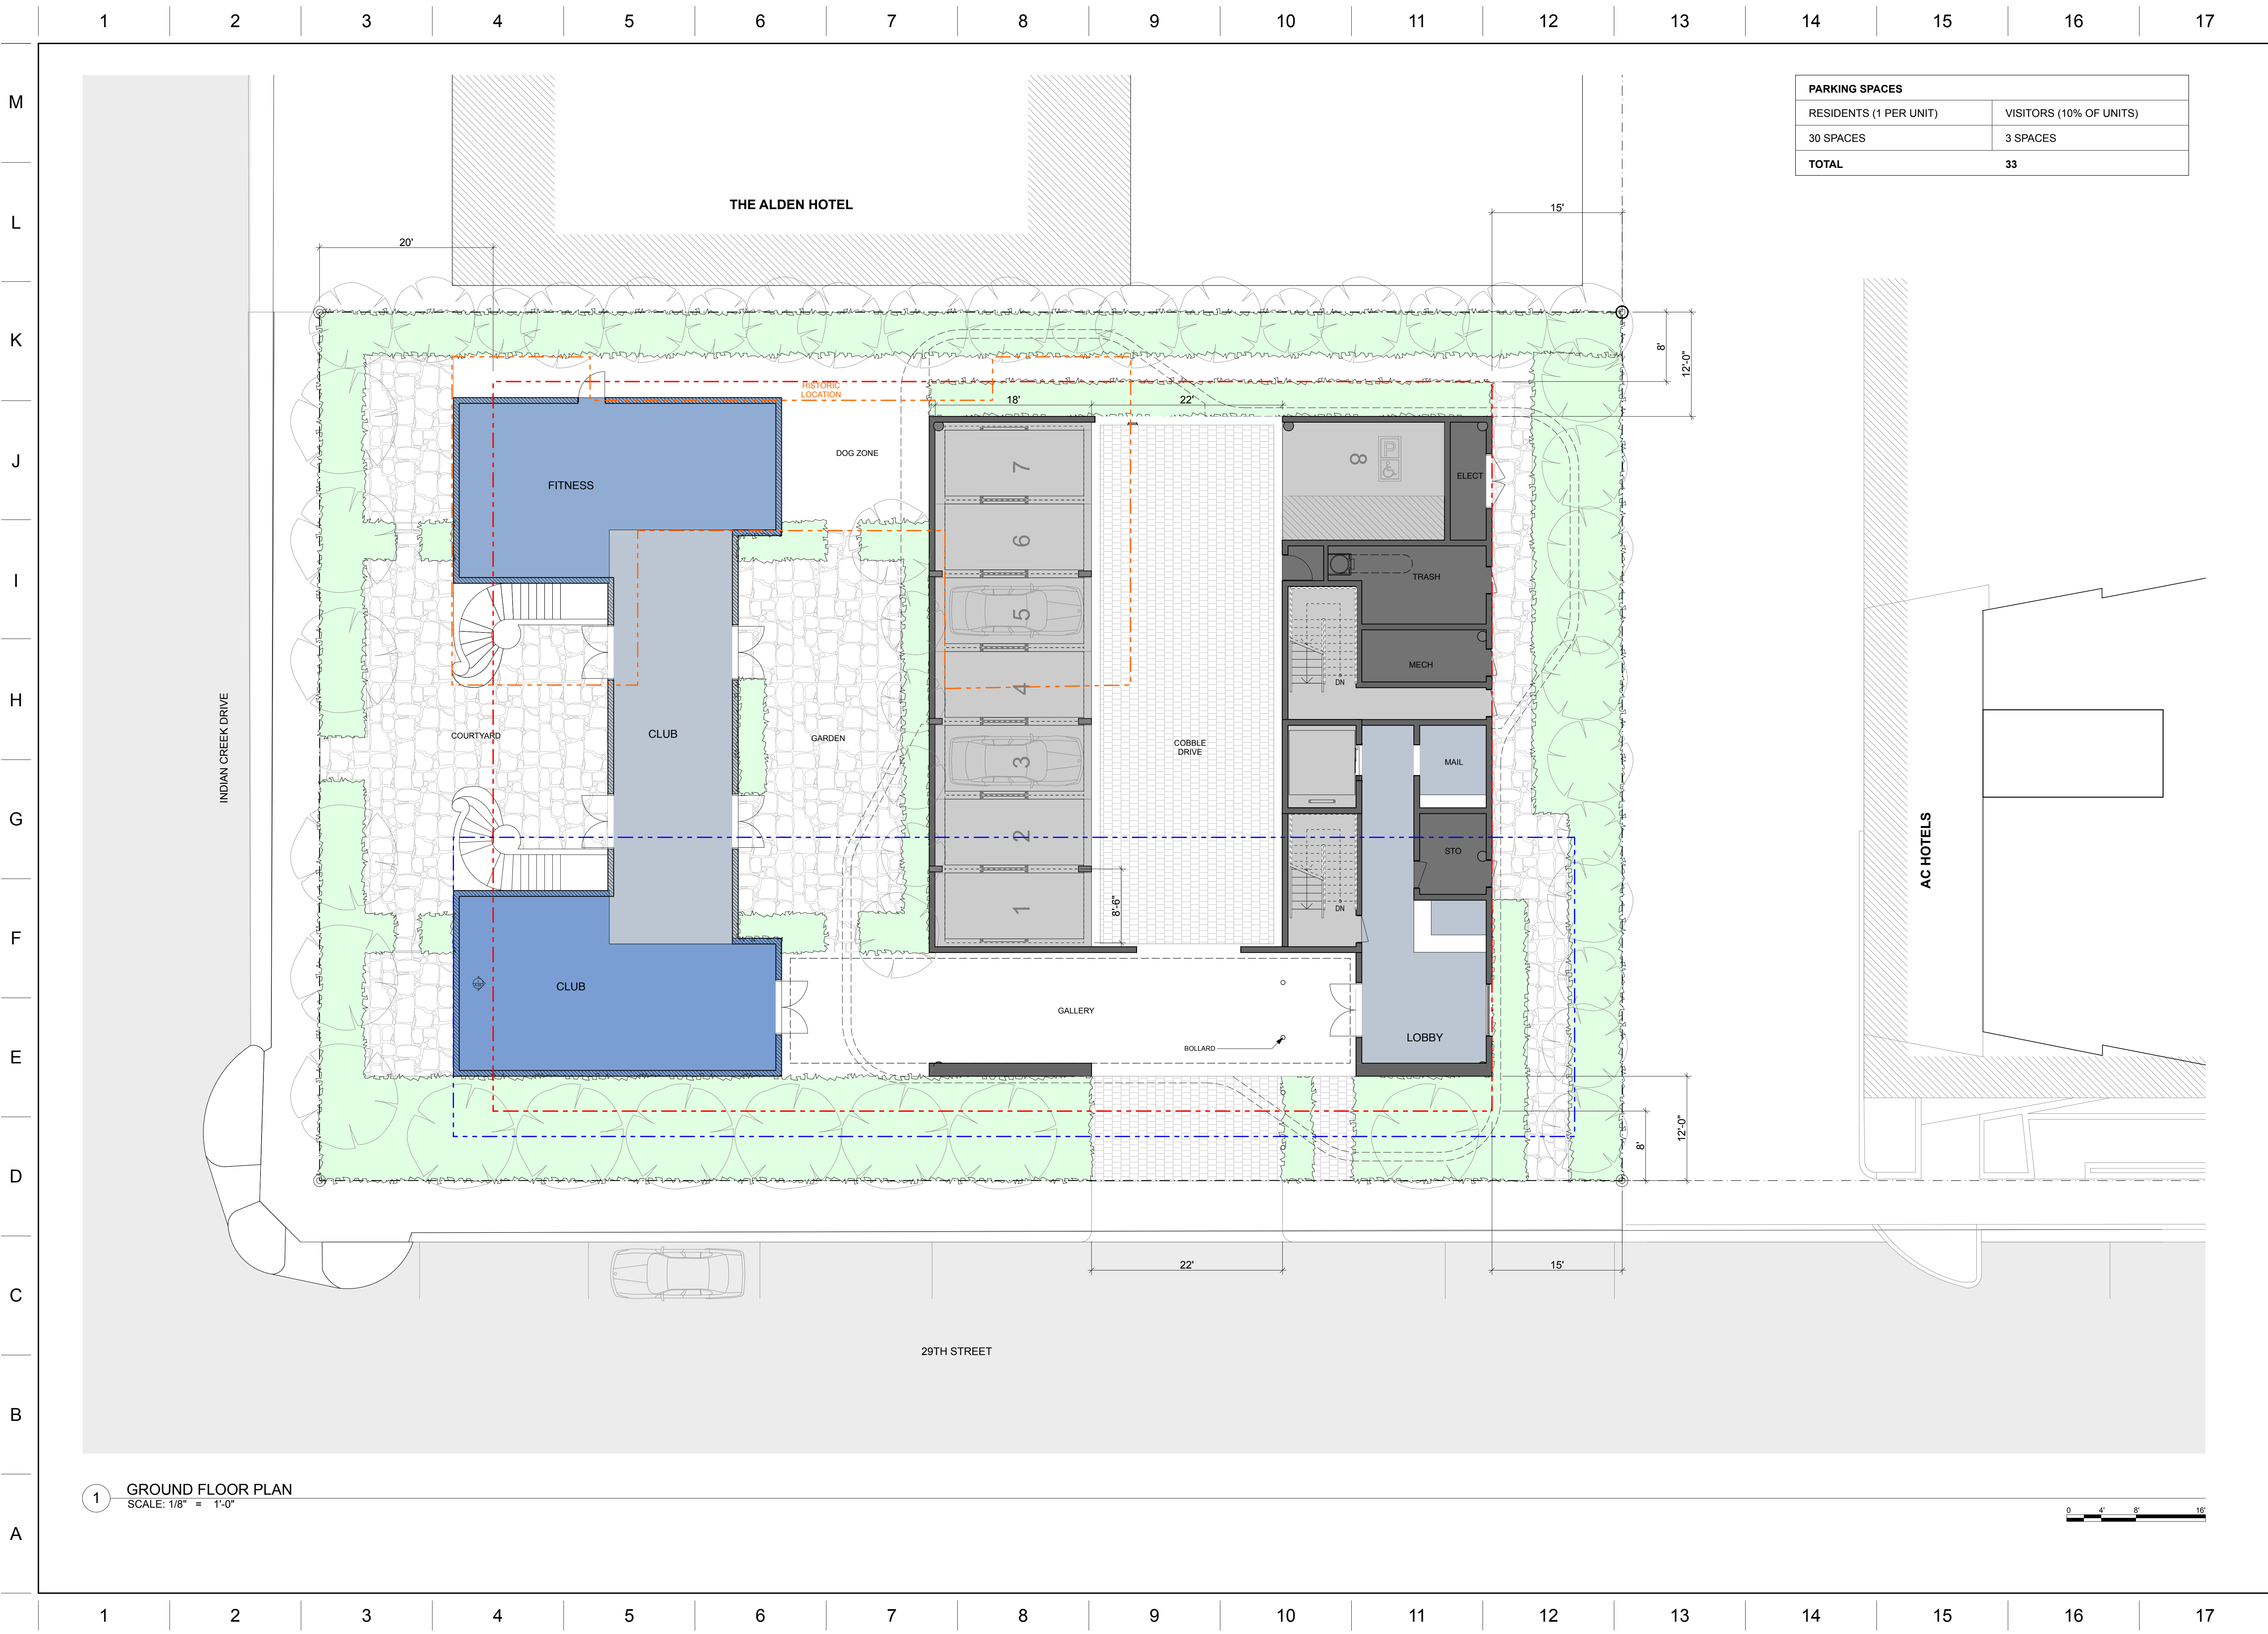 1 2 3 4 5 6 7 8 9 10 11 12 13 14 15 16 17
M
L
K
J
I
H
G
F
E
D
C
B
A
PARKING SPACES
RESIDENTS (1 PER UNIT) VISITORS (10% OF UNITS)
30 SPACES 3 SPACES
TOTAL 33
THE ALDEN HOTEL
15'
20'
8'
12'-0"
HISTORIC
LOCATION
18' 22'
DOG ZONE
7
8
P
ELECT
FITNESS
6
TRASH
5
MECH
4
DN
INDIAN CREEK DRIVE
COURTYARD
CLUB
GARDEN
COBBLE
DRIVE
3
MAIL
2
STO
AC HOTELS
1
8'-6"
DN
CLUB
GALLERY
BOLLARD
LOBBY
8'
12'-0"
22'
15'
29TH STREET
1
GROUND FLOOR PLAN
SCALE: 1/8" = 1'-0"
0 4' 8' 16'
1 2 3 4 5 6 7 8 9 10 11 12 13 14 15 16 17